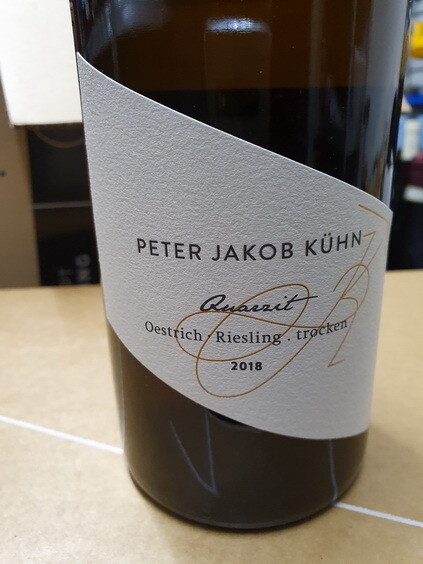 PETER JAKOB KÜHN
Quarzit
Oestrich · Riesling . trocken
2018